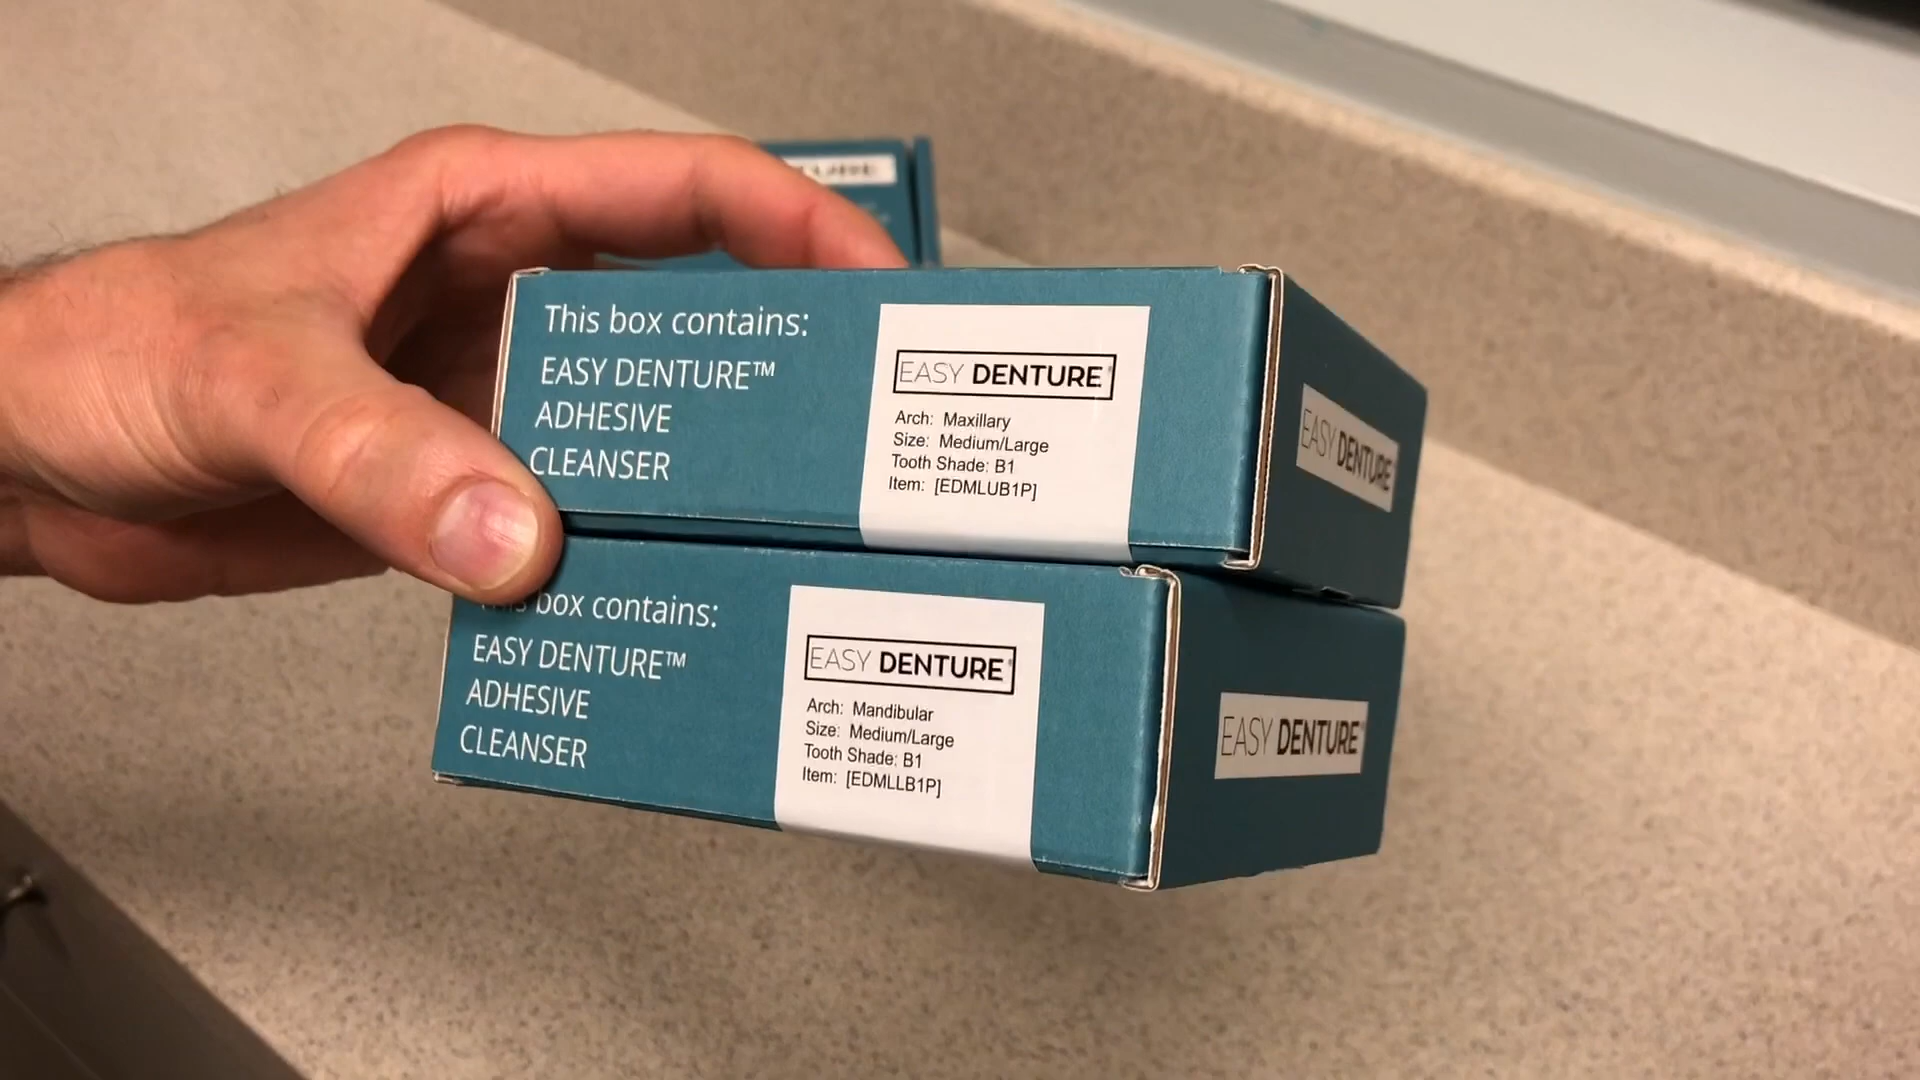 This box contains:
EASY DENTURE™
ADHESIVE
CLEANSER
EASY DENTURE®
Arch: Maxillary
Size: Medium/Large
Tooth Shade: B1
Item: [EDMLUB1P]
EASY DENTURE
box contains:
EASY DENTURE™
ADHESIVE
CLEANSER
EASY DENTURE®
Arch: Mandibular
Size: Medium/Large
Tooth Shade: B1
Item: [EDMLLB1P]
EASY DENTURE®